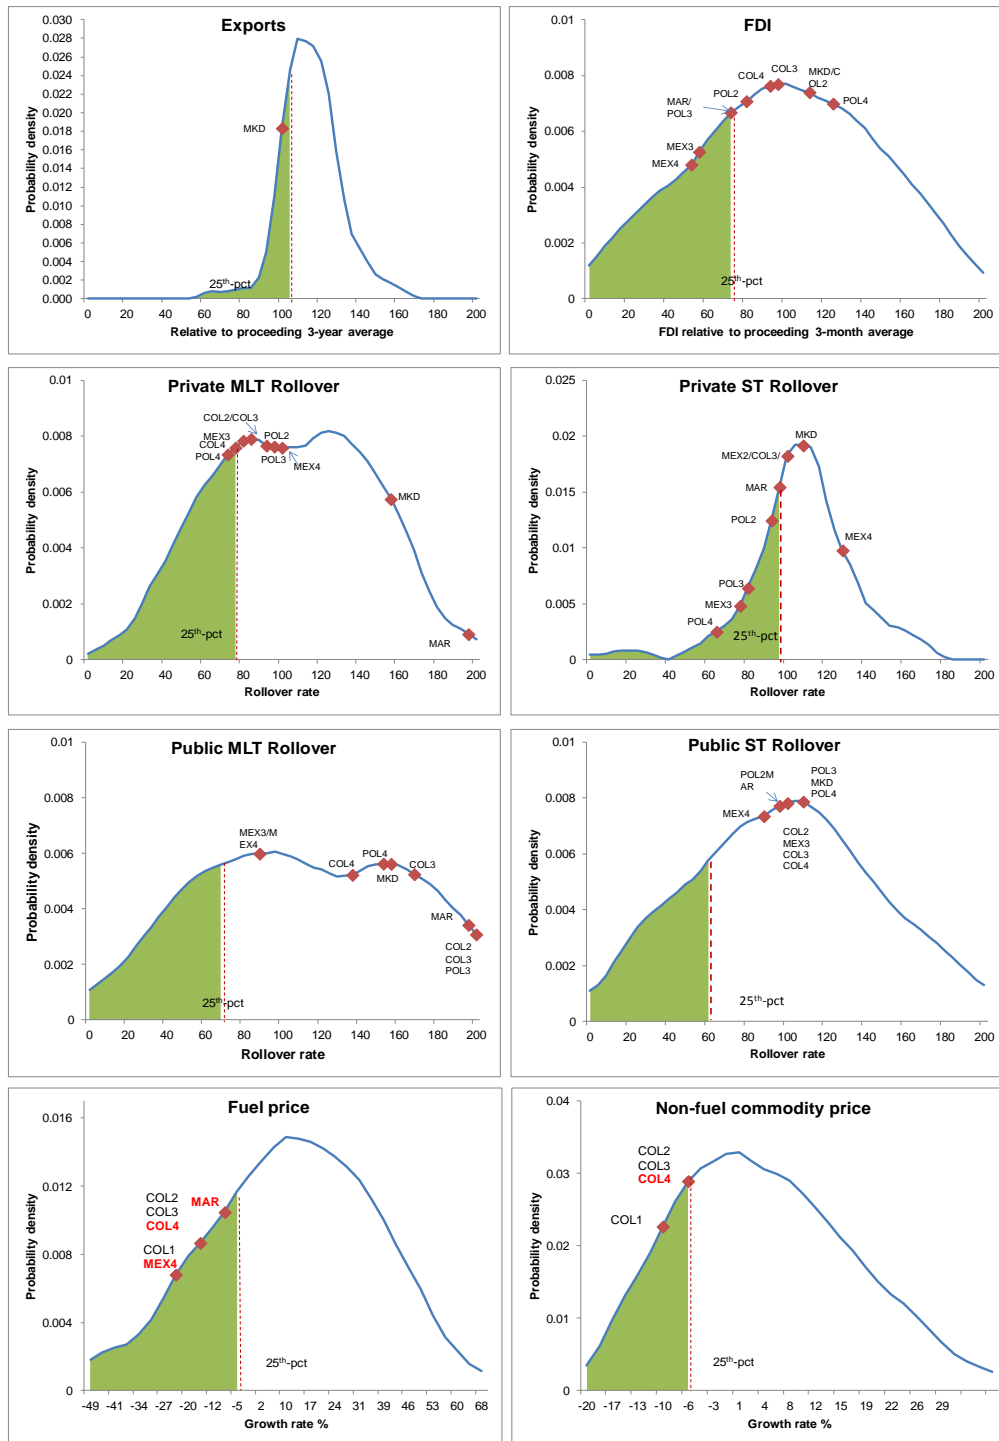 Exports
Probability density
0.030
0.028
0.026
0.024
0.022
0.020
0.018
0.016
0.014
0.012
0.010
0.008
0.006
0.004
0.002
0.000
MKD
25th-pct
0 20 40 60 80 100 120 140 160 180 200
Relative to proceeding 3-year average
FDI
Probability density
0.01
0.008
0.006
0.004
0.002
0
COL4
COL3
MKD/C
OL2
POL2
POL4
MAR/
POL3
MEX3
MEX4
25th-pct
0 20 40 60 80 100 120 140 160 180 200
FDI relative to proceeding 3-month average
Private MLT Rollover
Probability density
0.01
0.008
0.006
0.004
0.002
0
COL2/COL3
MEX3
COL4
POL4
POL2
POL3
MEX4
MKD
MAR
25th-pct
0 20 40 60 80 100 120 140 160 180 200
Rollover rate
Private ST Rollover
Probability density
0.025
0.02
0.015
0.01
0.005
0
MKD
MEX2/COL3/
MAR
POL2
MEX4
POL3
MEX3
POL4
25th-pct
0 20 40 60 80 100 120 140 160 180 200
Rollover rate
Public MLT Rollover
Probability density
0.01
0.008
0.006
0.004
0.002
0
MEX3/M
EX4
COL4
POL4
MKD
COL3
MAR
COL2
COL3
POL3
25th-pct
0 20 40 60 80 100 120 140 160 180 200
Rollover rate
Public ST Rollover
Probability density
0.01
0.008
0.006
0.004
0.002
0
POL2M
AR
POL3
MKD
POL4
MEX4
COL2
MEX3
COL3
COL4
25th-pct
0 20 40 60 80 100 120 140 160 180 200
Rollover rate
Fuel price
Probability density
0.016
0.012
0.008
0.004
0
COL2
COL3
COL4
MAR
COL1
MEX4
25th-pct
-49 -41 -34 -27 -20 -12 -5 2 10 17 24 32 39 46 53 60 68
Growth rate %
Non-fuel commodity price
Probability density
0.04
0.03
0.02
0.01
0
COL2
COL3
COL4
COL1
25th-pct
-20 -17 -13 -10 -6 -3 -1 4 8 11 15 19 22 26 29
Growth rate %